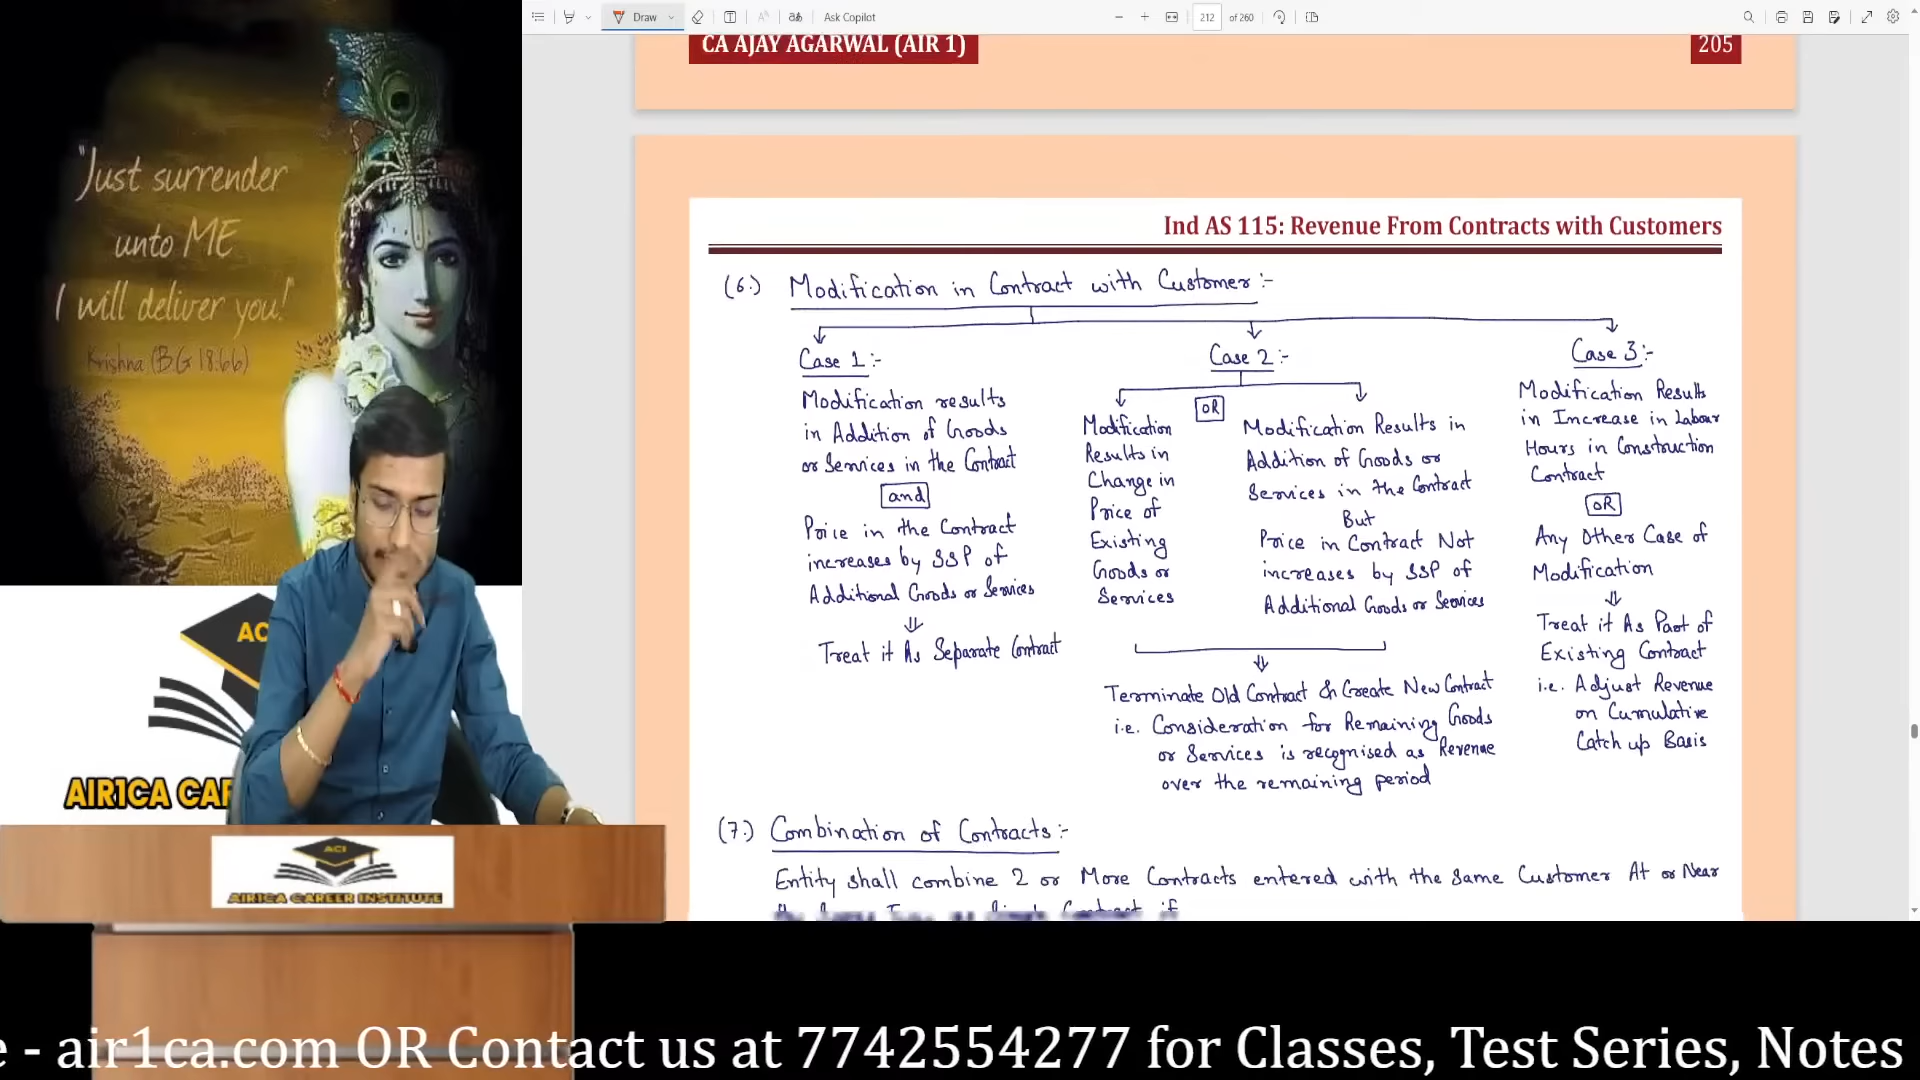 Draw
Ask Copilot
212 of 260
CA AJAY AGARWAL (AIR 1)
205
"Just surrender
unto ME
I will deliver you!"
Krishna (BG 18:66)
Ind AS 115: Revenue From Contracts with Customers
(6.) Modification in Contract with Customer :-
Case 1 :-
Modification results
in Addition of Goods
or Services in the Contract
and
Price in the Contract
increases by SSP of
Additional Goods or Services
⇓
Treat it As Separate Contract
Case 2 :-
OR
Modification
Results in
Change in
Price of
Existing
Goods or
Services
Modification Results in
Addition of Goods or
Services in the Contract
But
Price in Contract Not
increases by SSP of
Additional Goods or Services
⇓
Terminate Old Contract & Create New Contract
i.e. Consideration for Remaining Goods
or Services is recognised as Revenue
over the remaining period
Case 3 :-
Modification Results
in Increase in Labour
Hours in Construction
Contract
OR
Any Other Case of
Modification
⇓
Treat it As Part of
Existing Contract
i.e. Adjust Revenue
on Cumulative
Catch up Basis
(7.) Combination of Contracts :-
Entity shall combine 2 or More Contracts entered with the Same Customer At or Near
Contract if
AC
AIR1CA CAR
ACI
AIR1CA CAREER INSTITUTE
e - air1ca.com OR Contact us at 7742554277 for Classes, Test Series, Notes